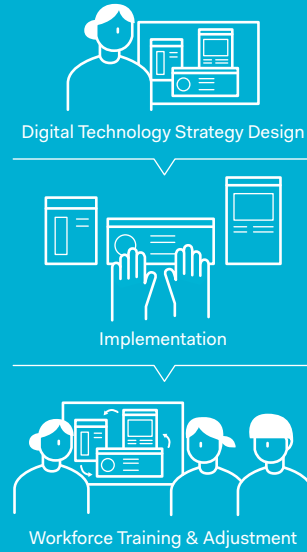 Digital Technology Strategy Design
Implementation
Workforce Training & Adjustment